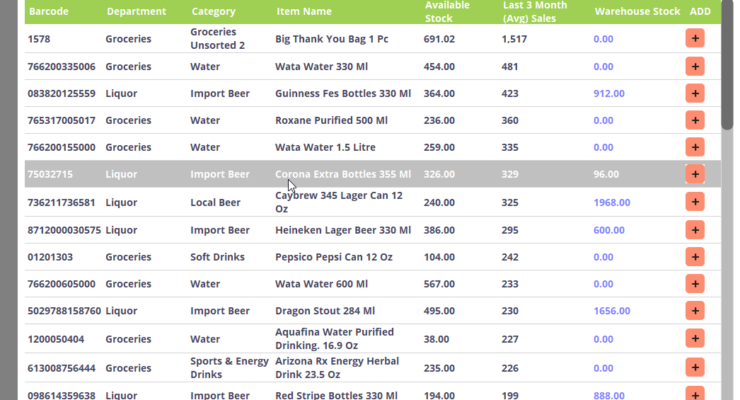 Barcode Department Category Item Name Available Stock Last 3 Month (Avg) Sales Warehouse Stock ADD
1578 Groceries Groceries Unsorted 2 Big Thank You Bag 1 Pc 691.02 1,517 0.00 +
766200335006 Groceries Water Wata Water 330 Ml 454.00 481 0.00 +
083820125559 Liquor Import Beer Guinness Fes Bottles 330 Ml 364.00 423 912.00 +
765317005017 Groceries Water Roxane Purified 500 Ml 236.00 360 0.00 +
766200155000 Groceries Water Wata Water 1.5 Litre 259.00 335 0.00 +
75032715 Liquor Import Beer Corona Extra Bottles 355 Ml 326.00 329 96.00 +
736211736581 Liquor Local Beer Caybrew 345 Lager Can 12 Oz 240.00 325 1968.00 +
8712000030575 Liquor Import Beer Heineken Lager Beer 330 Ml 386.00 295 600.00 +
01201303 Groceries Soft Drinks Pepsico Pepsi Can 12 Oz 104.00 242 0.00 +
766200605000 Groceries Water Wata Water 600 Ml 567.00 233 0.00 +
5029788158760 Liquor Import Beer Dragon Stout 284 Ml 495.00 230 1656.00 +
1200050404 Groceries Water Aquafina Water Purified Drinking. 16.9 Oz 38.00 227 0.00 +
613008756444 Groceries Sports & Energy Drinks Arizona Rx Energy Herbal Drink 23.5 Oz 235.00 226 0.00 +
098614359638 Liquor Import Beer Red Stripe Bottles 330 Ml 194.00 199 888.00 +